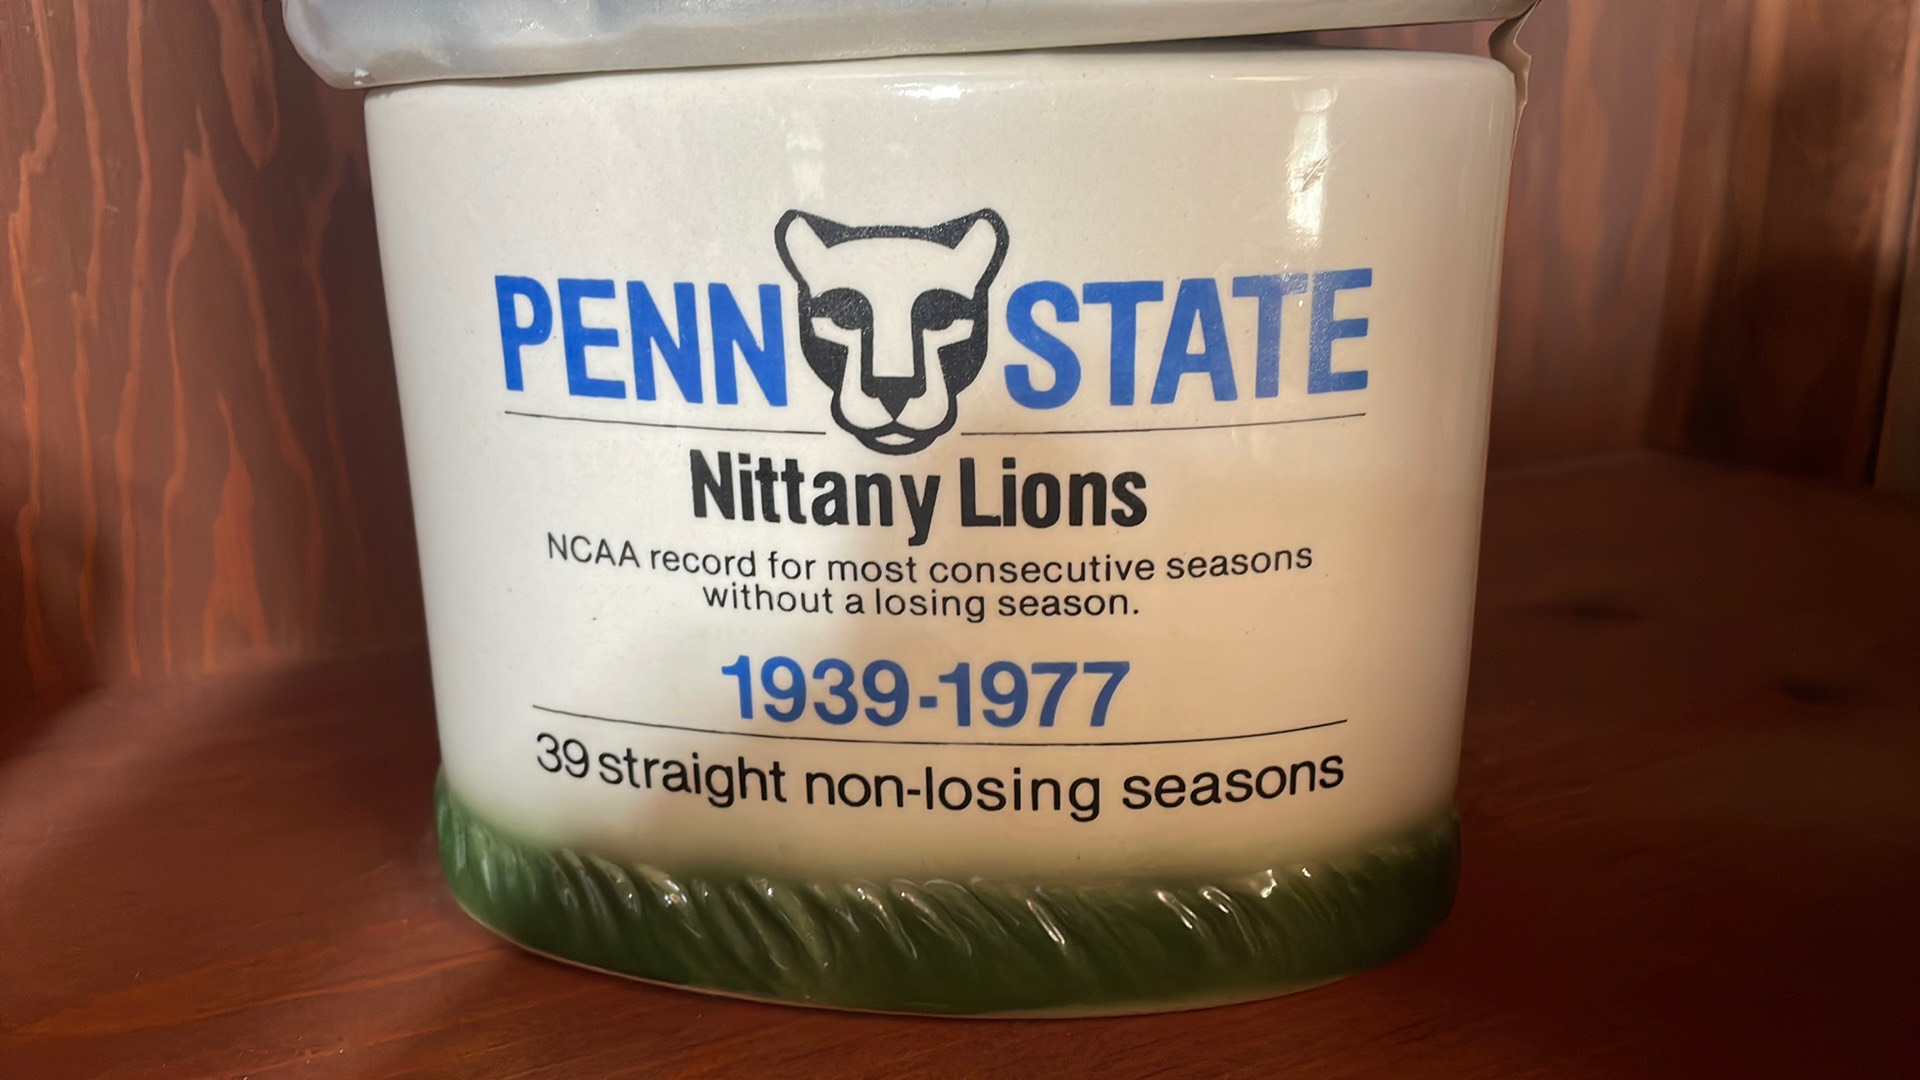 PENN STATE
Nittany Lions
NCAA record for most consecutive seasons
without a losing season.
1939-1977
39 straight non-losing seasons